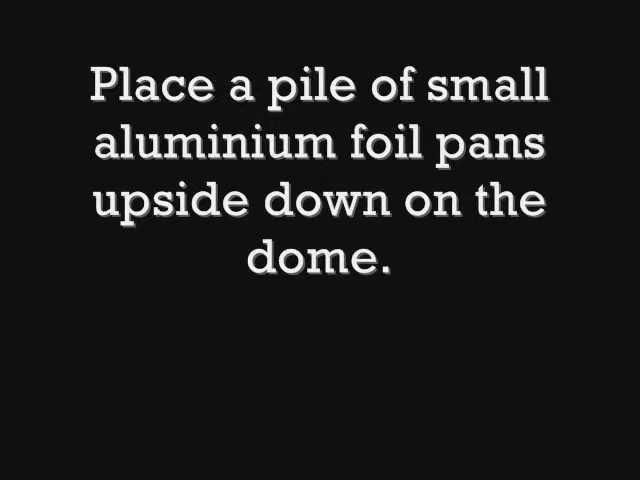 Place a pile of small
aluminium foil pans
upside down on the
dome.